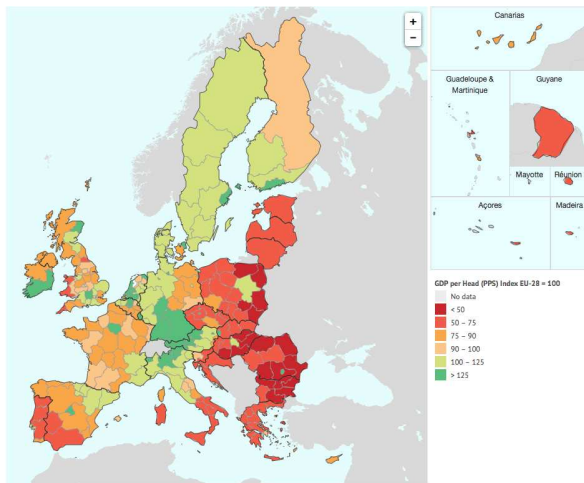 +
−
Canarias
Guadeloupe &
Martinique
Guyane
Mayotte
Réunion
Açores
Madeira
GDP per Head (PPS) Index EU-28 = 100
No data
< 50
50 – 75
75 – 90
90 – 100
100 – 125
> 125